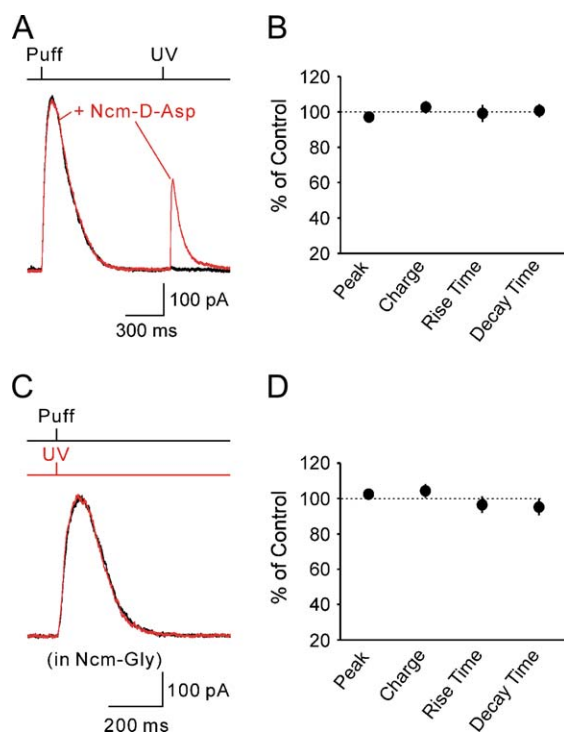 A
Puff UV
+ Ncm-D-Asp
100 pA
300 ms
B
% of Control
120
100
80
60
40
20
Peak
Charge
Rise Time
Decay Time
C
Puff
UV
(in Ncm-Gly)
100 pA
200 ms
D
% of Control
120
100
80
60
40
20
Peak
Charge
Rise Time
Decay Time